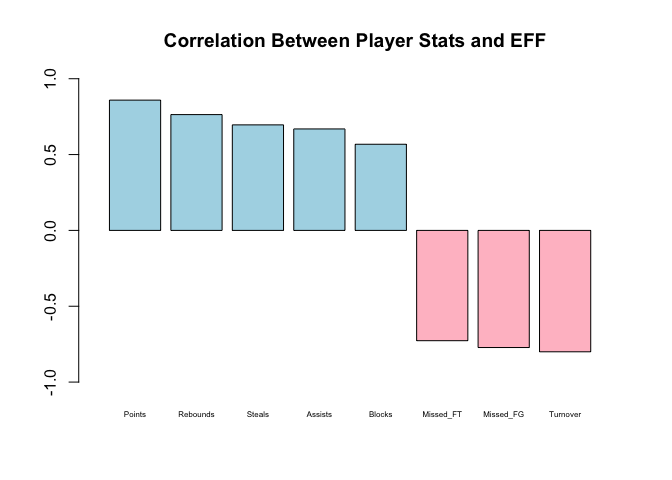 Correlation Between Player Stats and EFF
1.0
0.5
0.0
-0.5
-1.0
Points Rebounds Steals Assists Blocks Missed_FT Missed_FG Turnover